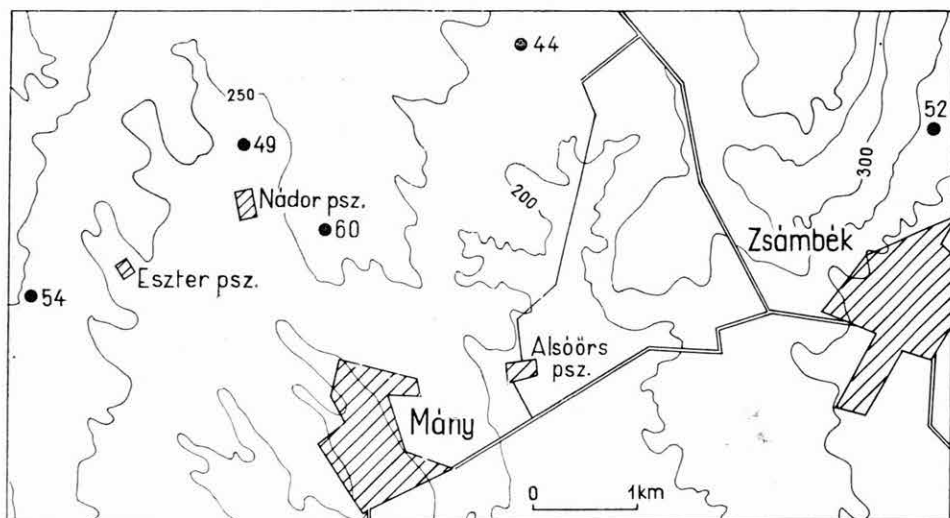 44
250
52
49
300
200
Nádor psz.
60
Zsámbék
Eszter psz.
54
Alsóörs
psz.
Mány
0 1km